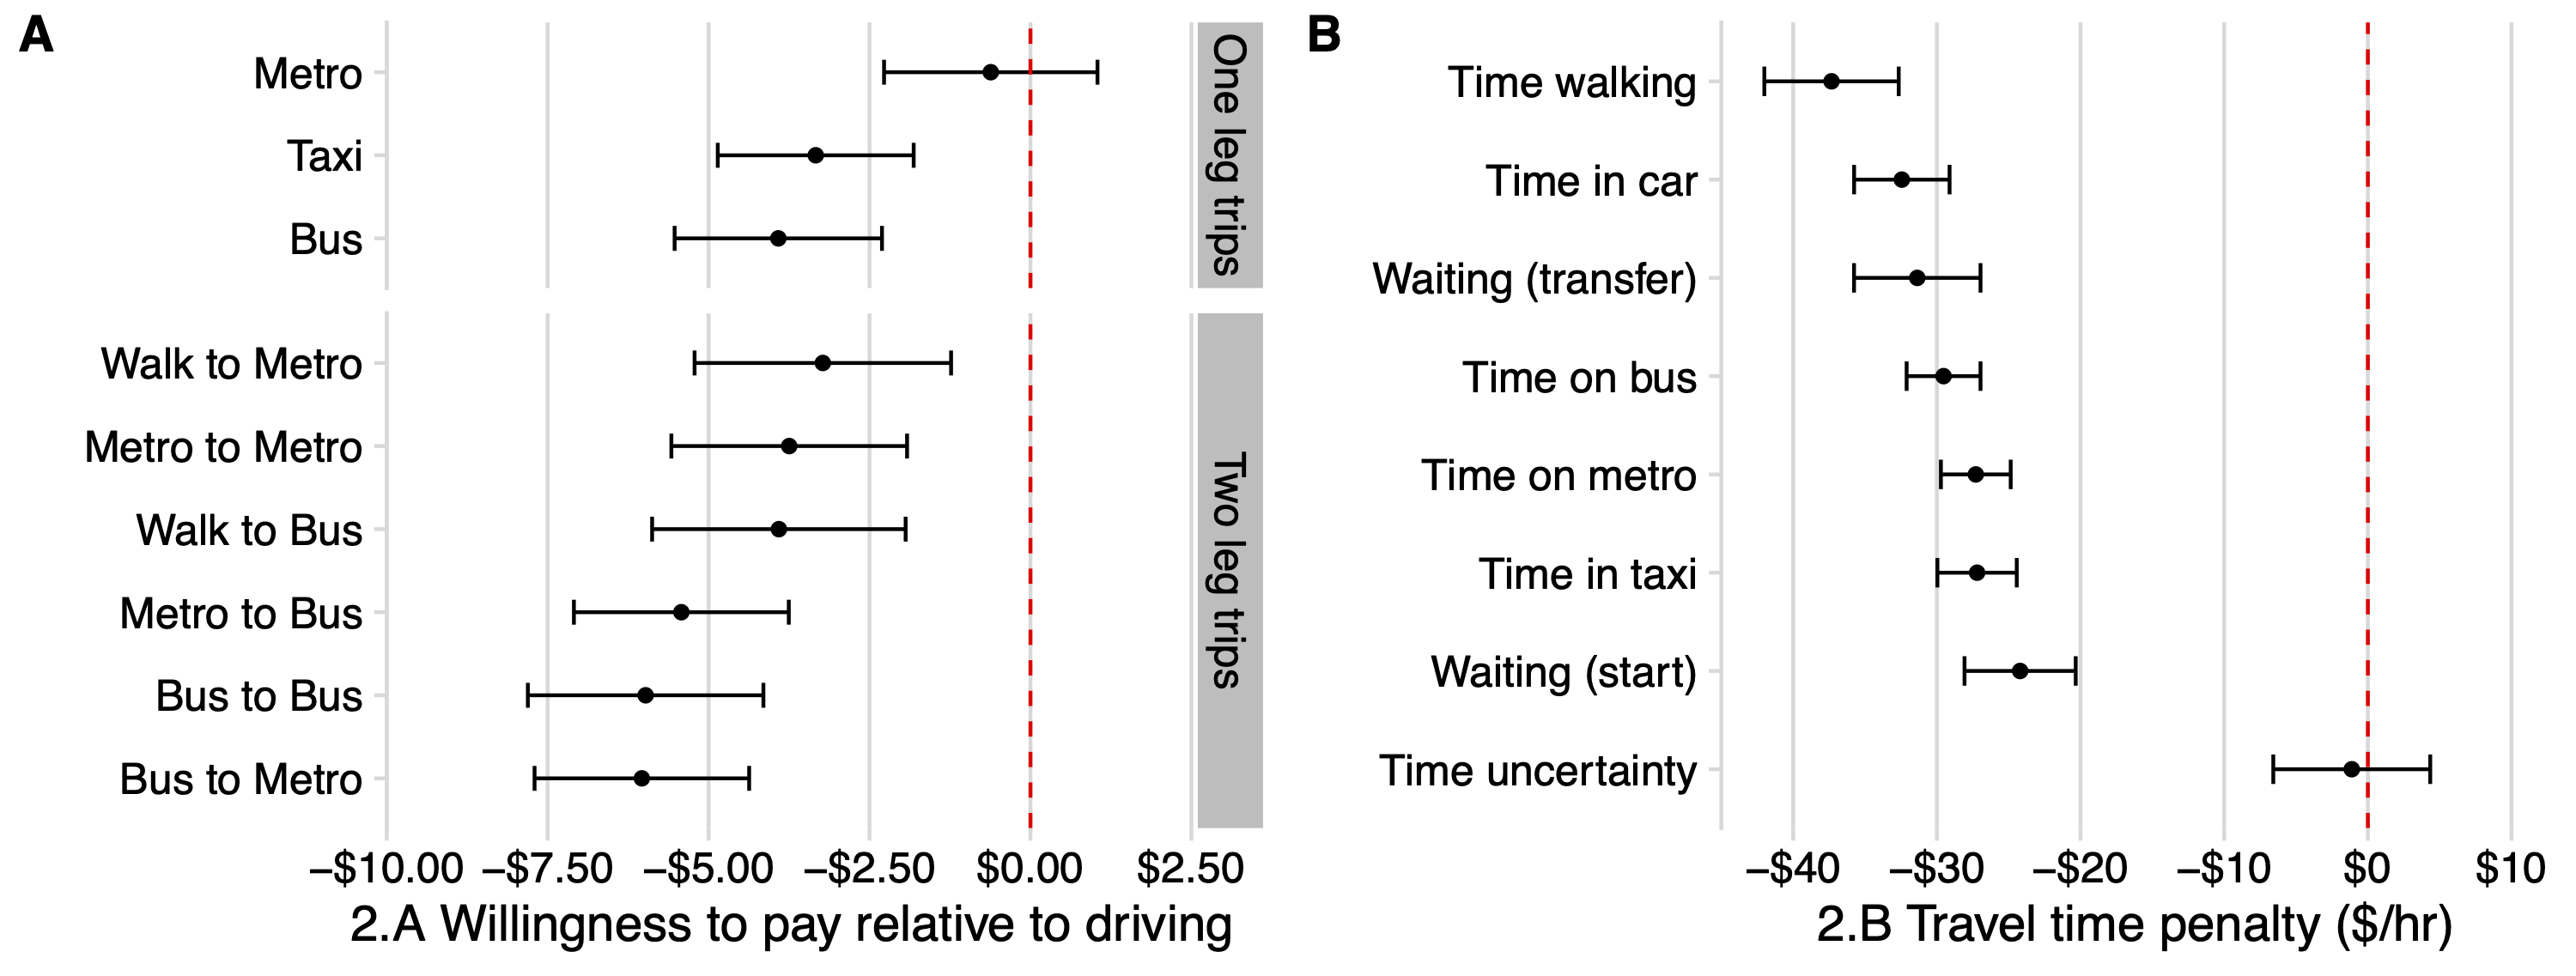 A
Metro
Taxi
Bus
One leg trips
Walk to Metro
Metro to Metro
Walk to Bus
Metro to Bus
Bus to Bus
Bus to Metro
Two leg trips
–$10.00 –$7.50 –$5.00 –$2.50 $0.00 $2.50
2.A Willingness to pay relative to driving
B
Time walking
Time in car
Waiting (transfer)
Time on bus
Time on metro
Time in taxi
Waiting (start)
Time uncertainty
–$40 –$30 –$20 –$10 $0 $10
2.B Travel time penalty ($/hr)